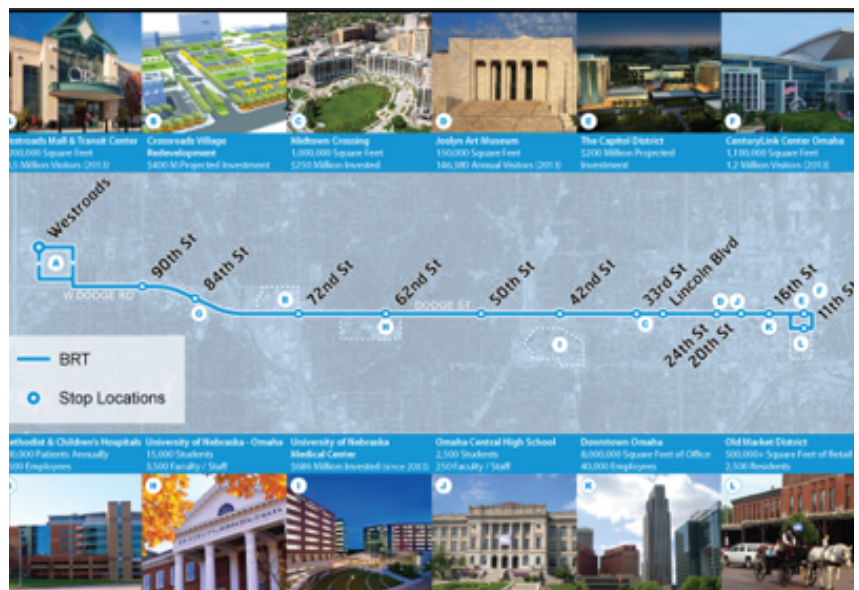 A
B
C
D
E
F
estroads Mall & Transit Center
200,000 Square Feet
.5 Million Visitors (2013)
Crossroads Village
Redevelopment
$400 M Projected Investment
Midtown Crossing
1,000,000 Square Feet
$250 Million Invested
Joslyn Art Museum
150,000 Square Feet
146,380 Annual Visitors (2013)
The Capitol District
$200 Million Projected
Investment
CenturyLink Center Omaha
1,100,000 Square Feet
1.2 Million Visitors (2013)
Westroads
90th St
84th St
72nd St
62nd St
50th St
42nd St
33rd St
Lincoln Blvd
24th St
20th St
16th St
11th St
A
W DODGE RD
G
B
H
DODGE ST
I
C
D
J
K
E
F
L
BRT
Stop Locations
ethodist & Children's Hospitals
0,000 Patients Annually
500 Employees
University of Nebraska - Omaha
15,000 Students
3,500 Faculty / Staff
University of Nebraska
Medical Center
$686 Million Invested (since 2003)
Omaha Central High School
2,500 Students
250 Faculty / Staff
Downtown Omaha
8,000,000 Square Feet of Office
40,000 Employees
Old Market District
500,000+ Square Feet of Retail
2,500 Residents
H
I
J
K
L